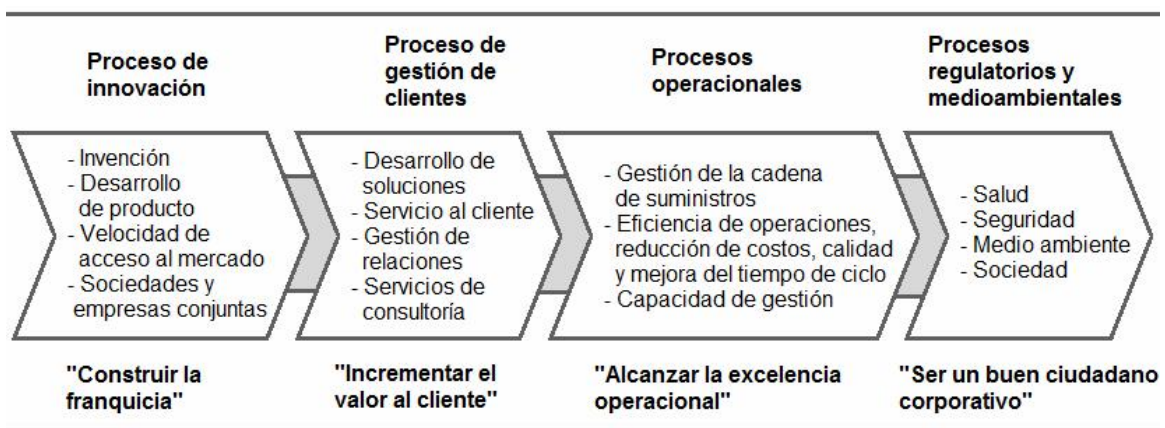 Proceso de
innovación
Proceso de
gestión de
clientes
Procesos
operacionales
Procesos
regulatorios y
medioambientales
- Invención
- Desarrollo
de producto
- Velocidad de
acceso al mercado
- Sociedades y
empresas conjuntas
- Desarrollo de
soluciones
- Servicio al cliente
- Gestión de
relaciones
- Servicios de
consultoría
- Gestión de la cadena
de suministros
- Eficiencia de operaciones,
reducción de costos, calidad
y mejora del tiempo de ciclo
- Capacidad de gestión
- Salud
- Seguridad
- Medio ambiente
- Sociedad
"Construir la
franquicia"
"Incrementar el
valor al cliente"
"Alcanzar la excelencia
operacional"
"Ser un buen ciudadano
corporativo"